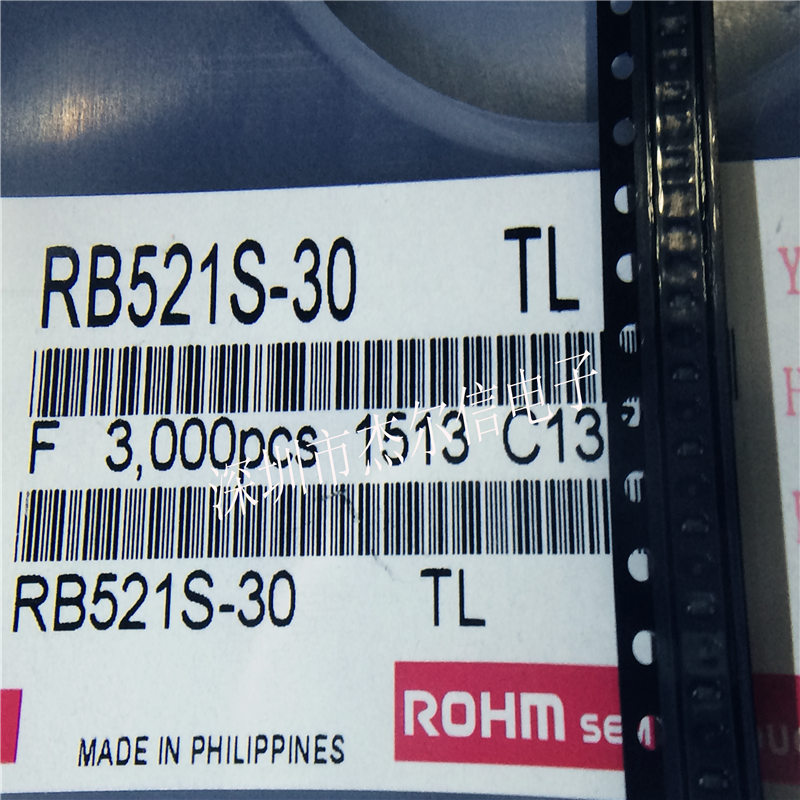 RB521S-30 TL
F 3,000pcs 1513 C13
深圳市杰尔信电子
RB521S-30 TL
ROHM
MADE IN PHILIPPINES